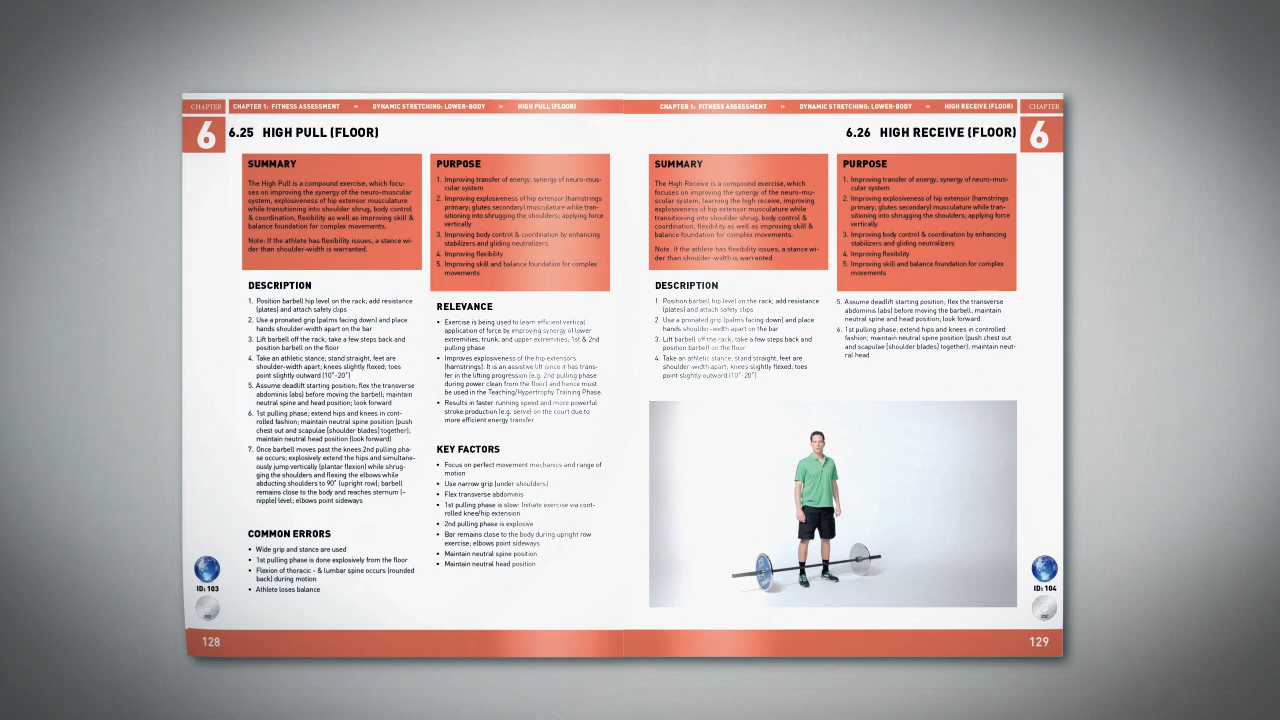 CHAPTER
CHAPTER 1: FITNESS ASSESSMENT » DYNAMIC STRETCHING: LOWER-BODY » HIGH PULL (FLOOR)
6
6.25 HIGH PULL (FLOOR)
SUMMARY
The High Pull is a compound exercise, which focu-
ses on improving the synergy of the neuro-muscular
system, explosiveness of hip extensor musculature
while transitioning into shoulder shrug, body control
& coordination, flexibility as well as improving skill &
balance foundation for complex movements.
Note: If the athlete has flexibility issues, a stance wi-
der than shoulder-width is warranted.
DESCRIPTION
1. Position barbell hip level on the rack; add resistance
(plates) and attach safety clips
2. Use a pronated grip (palms facing down) and place
hands shoulder-width apart on the bar
3. Lift barbell off the rack, take a few steps back and
position barbell on the floor
4. Take an athletic stance; stand straight, feet are
shoulder-width apart; knees slightly flexed; toes
point slightly outward (10°-20°)
5. Assume deadlift starting position; flex the transverse
abdominis (abs) before moving the barbell; maintain
neutral spine and head position; look forward
6. 1st pulling phase; extend hips and knees in cont-
rolled fashion; maintain neutral spine position (push
chest out and scapulae [shoulder blades] together);
maintain neutral head position (look forward)
7. Once barbell moves past the knees 2nd pulling pha-
se occurs; explosively extend the hips and simultane-
ously jump vertically (plantar flexion) while shrug-
ging the shoulders and flexing the elbows while
abducting shoulders to 90° (upright row); barbell
remains close to the body and reaches sternum (~
nipple) level; elbows point sideways
COMMON ERRORS
• Wide grip and stance are used
• 1st pulling phase is done explosively from the floor
• Flexion of thoracic - & lumbar spine occurs (rounded
back) during motion
• Athlete loses balance
PURPOSE
1. Improving transfer of energy; synergy of neuro-mus-
cular system
2. Improving explosiveness of hip extensor (hamstrings
primary; glutes secondary) musculature while tran-
sitioning into shrugging the shoulders; applying force
vertically
3. Improving body control & coordination by enhancing
stabilizers and gliding neutralizers
4. Improving flexibility
5. Improving skill and balance foundation for complex
movements
RELEVANCE
• Exercise is being used to learn efficient vertical
application of force by improving synergy of lower
extremities, trunk, and upper extremities; 1st & 2nd
pulling phase
• Improves explosiveness of the hip extensors
(hamstrings). It is an assistive lift since it has trans-
fer in the lifting progression (e.g. 2nd pulling phase
during power clean from the floor) and hence must
be used in the Teaching/Hypertrophy Training Phase.
• Results in faster running speed and more powerful
stroke production (e.g. serve) on the court due to
more efficient energy transfer
KEY FACTORS
• Focus on perfect movement mechanics and range of
motion
• Use narrow grip (under shoulders)
• Flex transverse abdominis
• 1st pulling phase is slow: Initiate exercise via cont-
rolled knee/hip extension
• 2nd pulling phase is explosive
• Bar remains close to the body during upright row
exercise; elbows point sideways
• Maintain neutral spine position
• Maintain neutral head position
ID: 103
DVD
128
CHAPTER 1: FITNESS ASSESSMENT » DYNAMIC STRETCHING: LOWER-BODY » HIGH RECEIVE (FLOOR)
CHAPTER
6.26 HIGH RECEIVE (FLOOR)
6
SUMMARY
The High Receive is a compound exercise, which
focuses on improving the synergy of the neuro-mu-
scular system, learning the high receive, improving
explosiveness of hip extensor musculature while
transitioning into shoulder shrug, body control &
coordination, flexibility as well as improving skill &
balance foundation for complex movements.
Note: If the athlete has flexibility issues, a stance wi-
der than shoulder-width is warranted.
DESCRIPTION
1. Position barbell hip level on the rack; add resistance
(plates) and attach safety clips
2. Use a pronated grip (palms facing down) and place
hands shoulder-width apart on the bar
3. Lift barbell off the rack; take a few steps back and
position barbell on the floor
4. Take an athletic stance; stand straight, feet are
shoulder-width apart; knees slightly flexed; toes
point slightly outward (10°-20°)
PURPOSE
1. Improving transfer of energy; synergy of neuro-mus-
cular system
2. Improving explosiveness of hip extensor (hamstrings
primary; glutes secondary) musculature while tran-
sitioning into shrugging the shoulders; applying force
vertically
3. Improving body control & coordination by enhancing
stabilizers and gliding neutralizers
4. Improving flexibility
5. Improving skill and balance foundation for complex
movements
5. Assume deadlift starting position; flex the transverse
abdominis (abs) before moving the barbell; maintain
neutral spine and head position; look forward
6. 1st pulling phase; extend hips and knees in controlled
fashion; maintain neutral spine position (push chest out
and scapulae [shoulder blades] together); maintain neut-
ral head
ID: 104
DVD
129